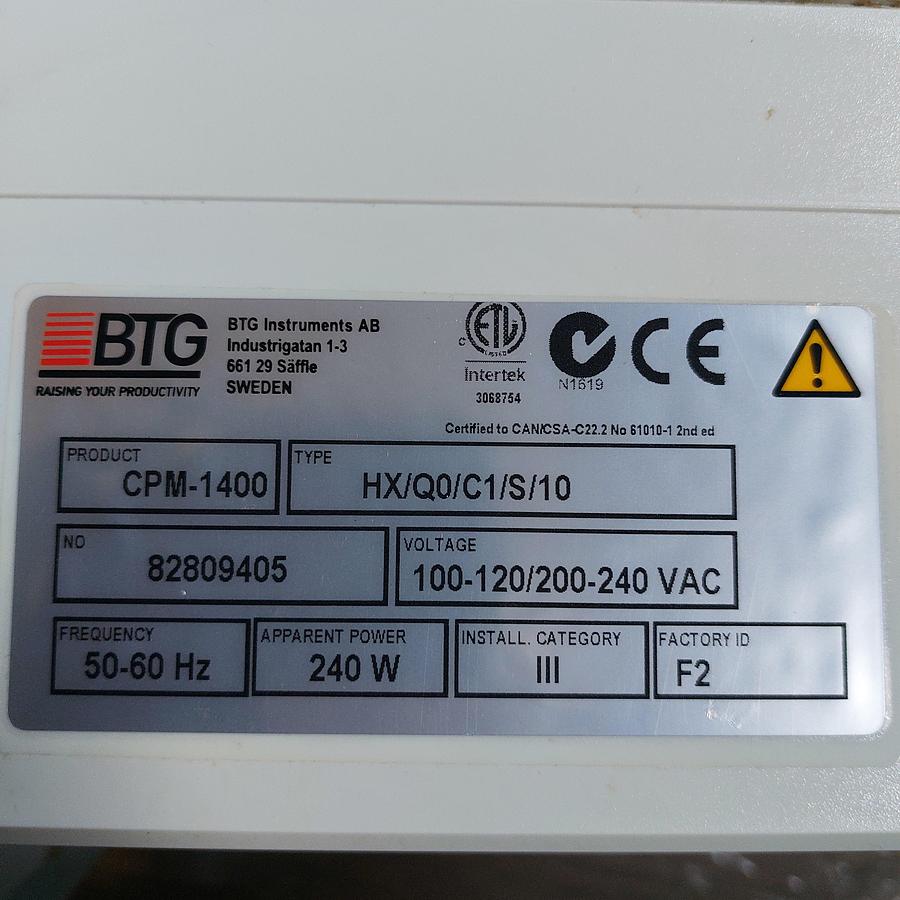 BTG
RAISING YOUR PRODUCTIVITY
BTG Instruments AB
Industrigatan 1-3
661 29 Säffle
SWEDEN
C ETL
LISTED
Intertek
3068754
N1619
CE
Certified to CAN/CSA-C22.2 No 61010-1 2nd ed
PRODUCT
CPM-1400
TYPE
HX/Q0/C1/S/10
NO
82809405
VOLTAGE
100-120/200-240 VAC
FREQUENCY
50-60 Hz
APPARENT POWER
240 W
INSTALL. CATEGORY
III
FACTORY ID
F2